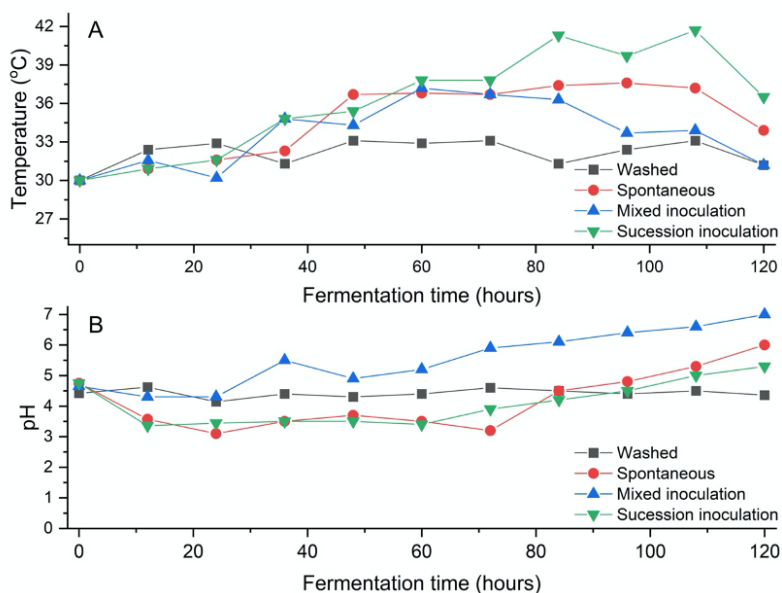 A
Temperature (°C)
42
39
36
33
30
27
Washed
Spontaneous
Mixed inoculation
Sucession inoculation
0 20 40 60 80 100 120
Fermentation time (hours)
B
pH
7
6
5
4
3
2
1
0
Washed
Spontaneous
Mixed inoculation
Sucession inoculation
0 20 40 60 80 100 120
Fermentation time (hours)